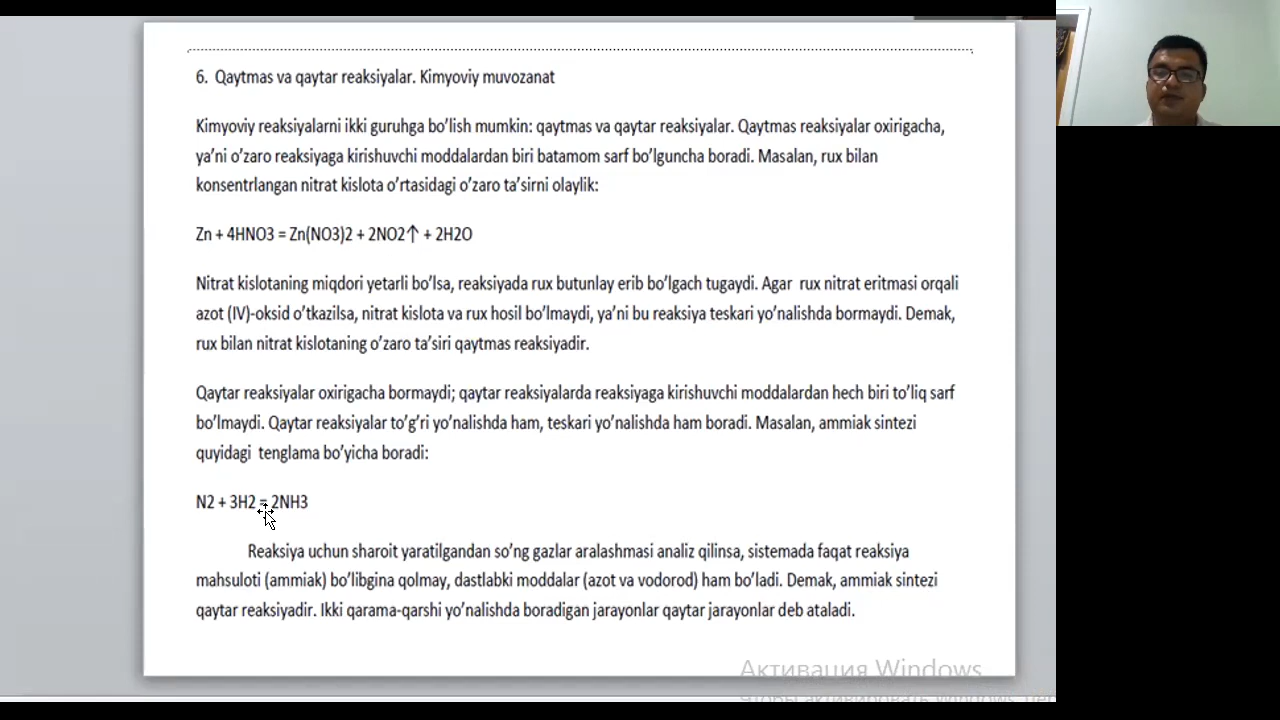 6. Qaytmas va qaytar reaksiyalar. Kimyoviy muvozanat
Kimyoviy reaksiyalarni ikki guruhga bo’lish mumkin: qaytmas va qaytar reaksiyalar. Qaytmas reaksiyalar oxirigacha,
ya’ni o’zaro reaksiyaga kirishuvchi moddalardan biri batamom sarf bo’lguncha boradi. Masalan, rux bilan
konsentrlangan nitrat kislota o’rtasidagi o’zaro ta’sirni olaylik:
Zn + 4HNO3 = Zn(NO3)2 + 2NO2↑ + 2H2O
Nitrat kislotaning miqdori yetarli bo’lsa, reaksiyada rux butunlay erib bo’lgach tugaydi. Agar rux nitrat eritmasi orqali
azot (IV)-oksid o’tkazilsa, nitrat kislota va rux hosil bo’lmaydi, ya’ni bu reaksiya teskari yo’nalishda bormaydi. Demak,
rux bilan nitrat kislotaning o’zaro ta’siri qaytmas reaksiyadir.
Qaytar reaksiyalar oxirigacha bormaydi; qaytar reaksiyalarda reaksiyaga kirishuvchi moddalardan hech biri to’liq sarf
bo’lmaydi. Qaytar reaksiyalar to’g’ri yo’nalishda ham, teskari yo’nalishda ham boradi. Masalan, ammiak sintezi
quyidagi tenglama bo’yicha boradi:
N2 + 3H2 = 2NH3
Reaksiya uchun sharoit yaratilgandan so’ng gazlar aralashmasi analiz qilinsa, sistemada faqat reaksiya
mahsuloti (ammiak) bo’libgina qolmay, dastlabki moddalar (azot va vodorod) ham bo’ladi. Demak, ammiak sintezi
qaytar reaksiyadir. Ikki qarama-qarshi yo’nalishda boradigan jarayonlar qaytar jarayonlar deb ataladi.
Активация Windows
Чтобы активировать Windows, пер